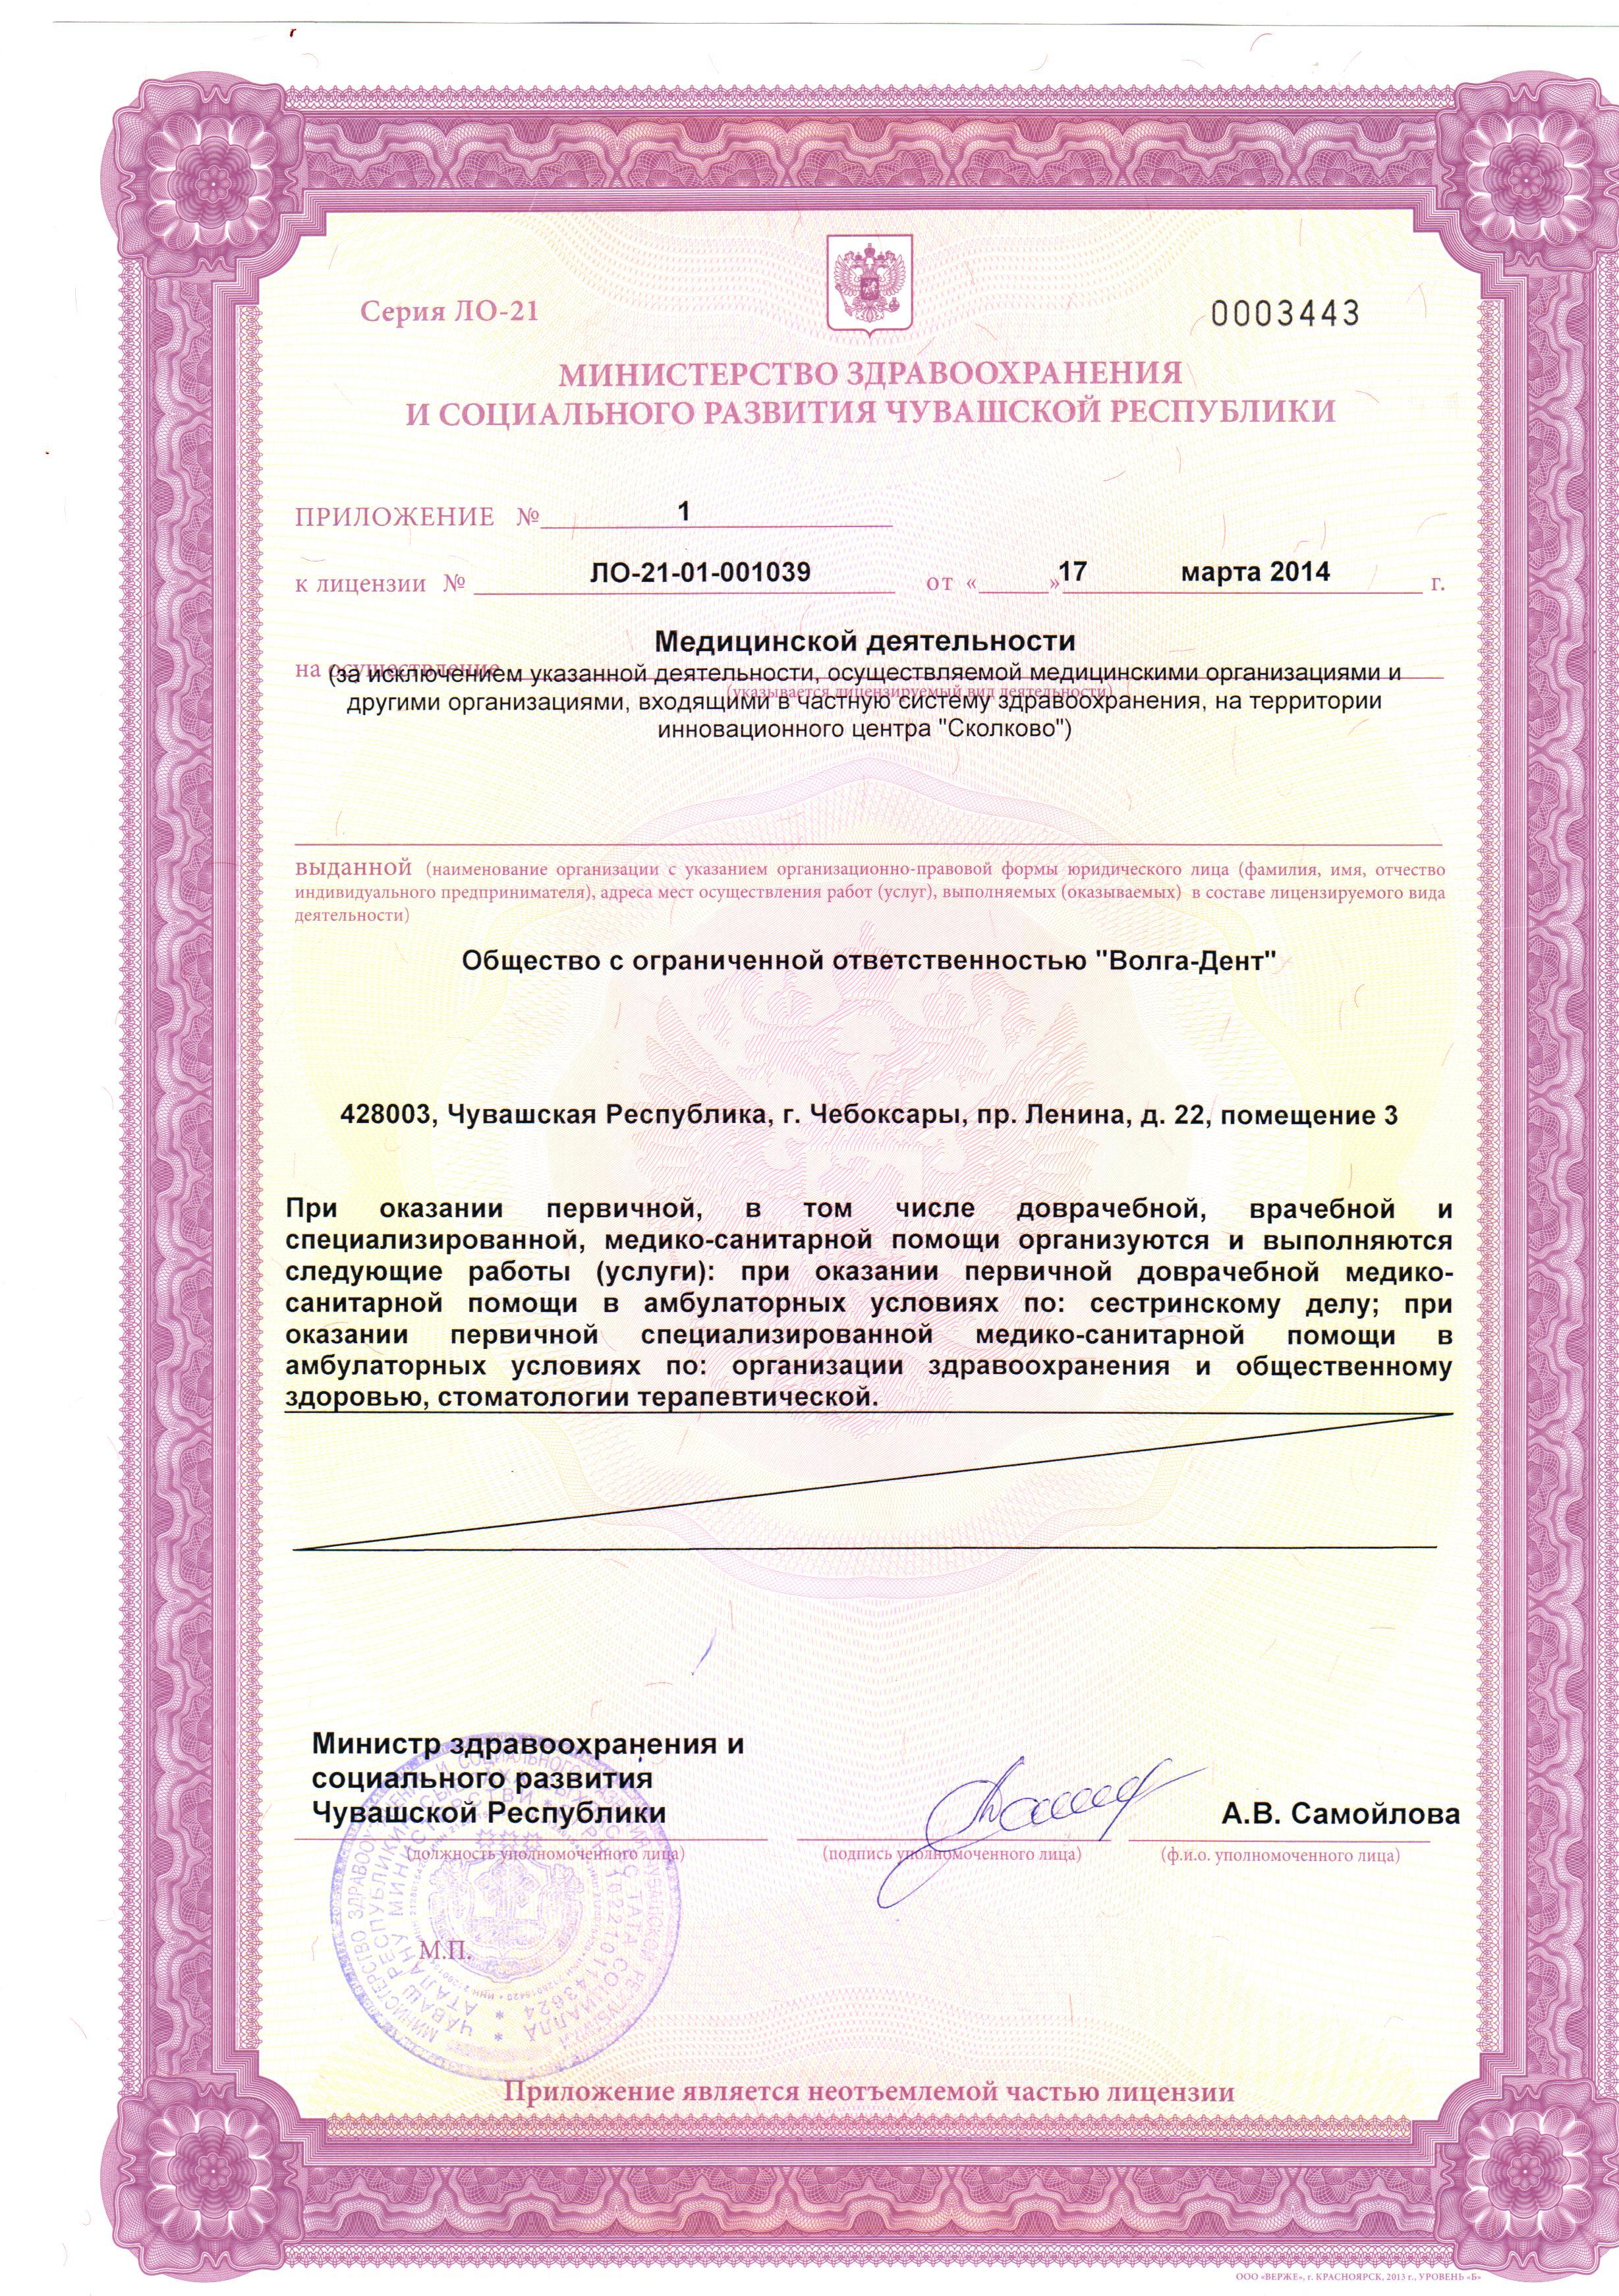 Серия ЛО-21
0003443
МИНИСТЕРСТВО ЗДРАВООХРАНЕНИЯ
И СОЦИАЛЬНОГО РАЗВИТИЯ ЧУВАШСКОЙ РЕСПУБЛИКИ
ПРИЛОЖЕНИЕ № 1
к лицензии № ЛО-21-01-001039 от «   » 17 марта 2014 г.
Медицинской деятельности
на осуществление
(за исключением указанной деятельности, осуществляемой медицинскими организациями и
(указывается лицензируемый вид деятельности)
другими организациями, входящими в частную систему здравоохранения, на территории
инновационного центра "Сколково")
выданной (наименование организации с указанием организационно-правовой формы юридического лица (фамилия, имя, отчество
индивидуального предпринимателя), адреса мест осуществления работ (услуг), выполняемых (оказываемых) в составе лицензируемого вида
деятельности)
Общество с ограниченной ответственностью "Волга-Дент"
428003, Чувашская Республика, г. Чебоксары, пр. Ленина, д. 22, помещение 3
При оказании первичной, в том числе доврачебной, врачебной и
специализированной, медико-санитарной помощи организуются и выполняются
следующие работы (услуги): при оказании первичной доврачебной медико-
санитарной помощи в амбулаторных условиях по: сестринскому делу; при
оказании первичной специализированной медико-санитарной помощи в
амбулаторных условиях по: организации здравоохранения и общественному
здоровью, стоматологии терапевтической.
Министр здравоохранения и
социального развития
Чувашской Республики
А.В. Самойлова
(должность уполномоченного лица)
(подпись уполномоченного лица)
(ф.и.о. уполномоченного лица)
М.П.
Приложение является неотъемлемой частью лицензии
ООО «ВЕРЖЕ», г. КРАСНОЯРСК, 2013 г., УРОВЕНЬ «Б»